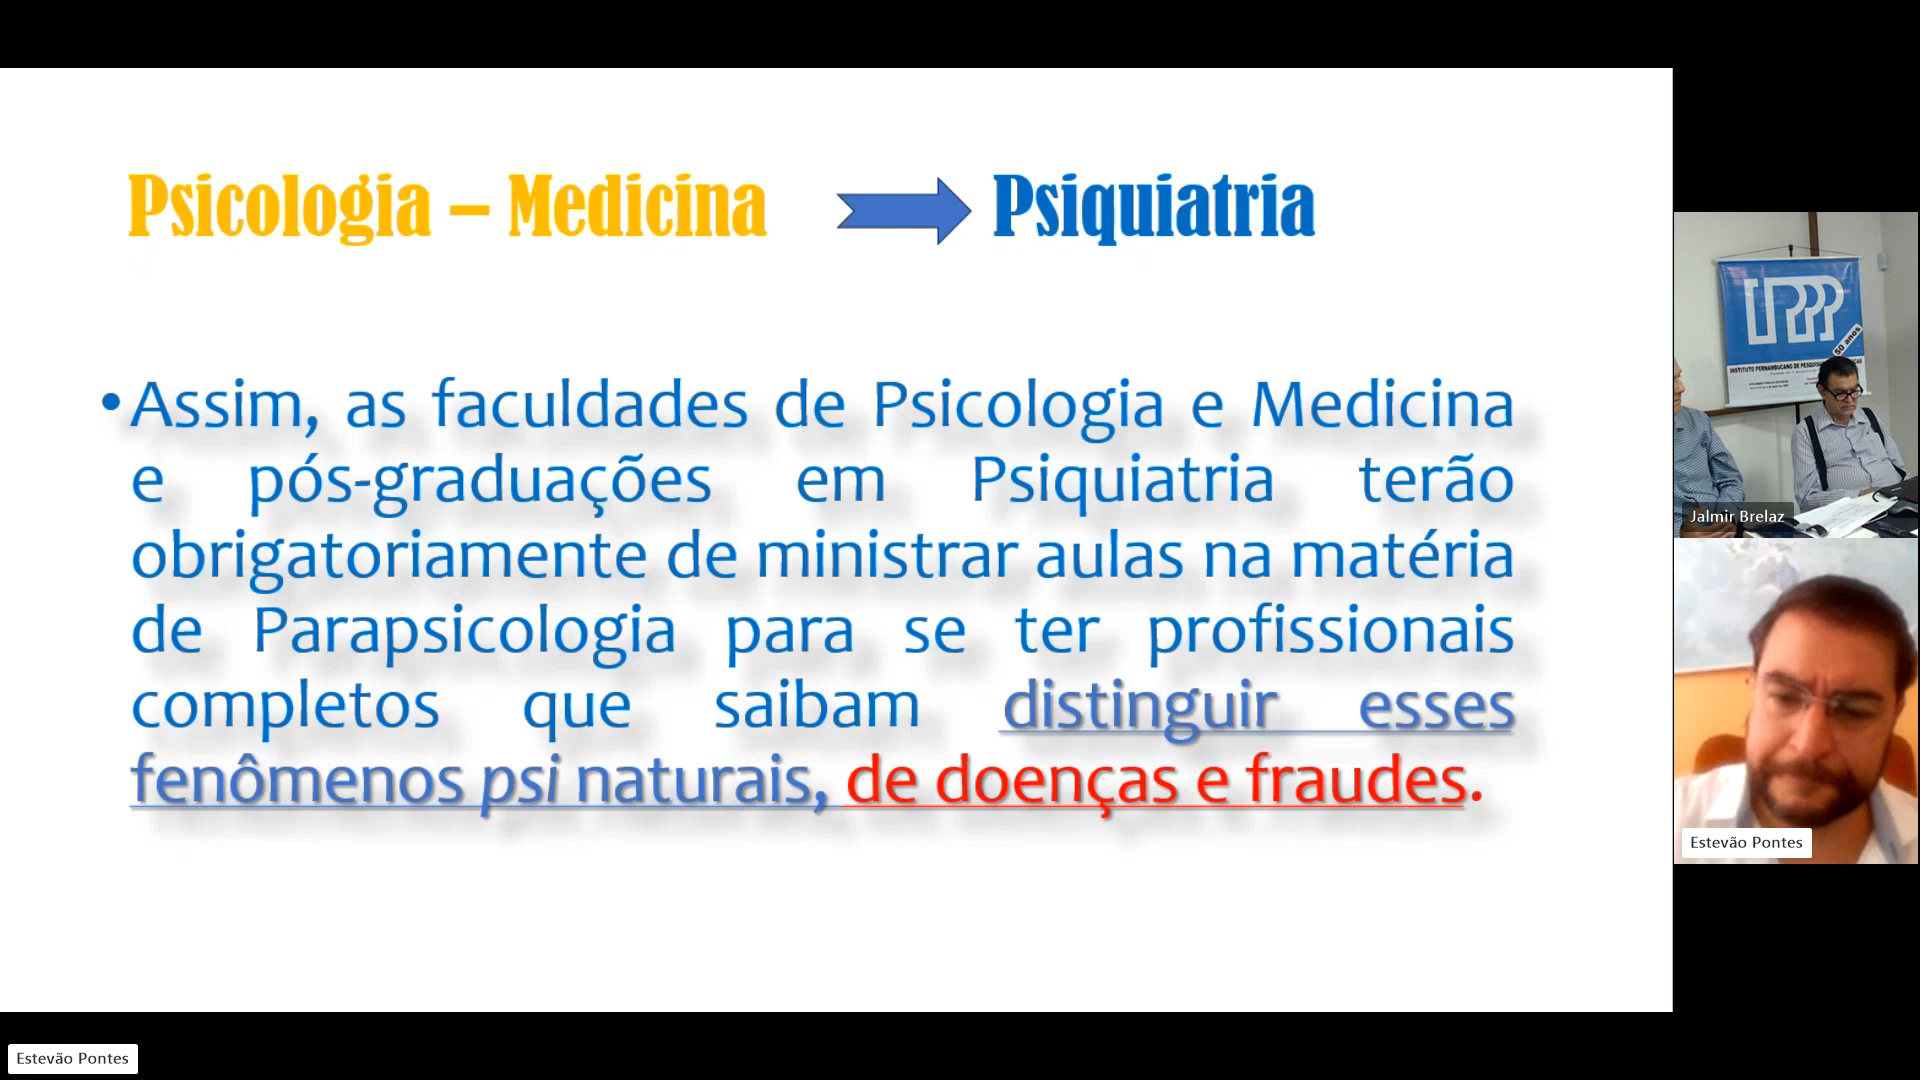 Psicologia – Medicina Psiquiatria
•Assim, as faculdades de Psicologia e Medicina
e pós-graduações em Psiquiatria terão
obrigatoriamente de ministrar aulas na matéria
de Parapsicologia para se ter profissionais
completos que saibam distinguir esses
fenômenos psi naturais, de doenças e fraudes.
IPPP
50 anos
INSTITUTO PERNAMBUCANO DE
Jalmir Brelaz
Estevão Pontes
Estevão Pontes